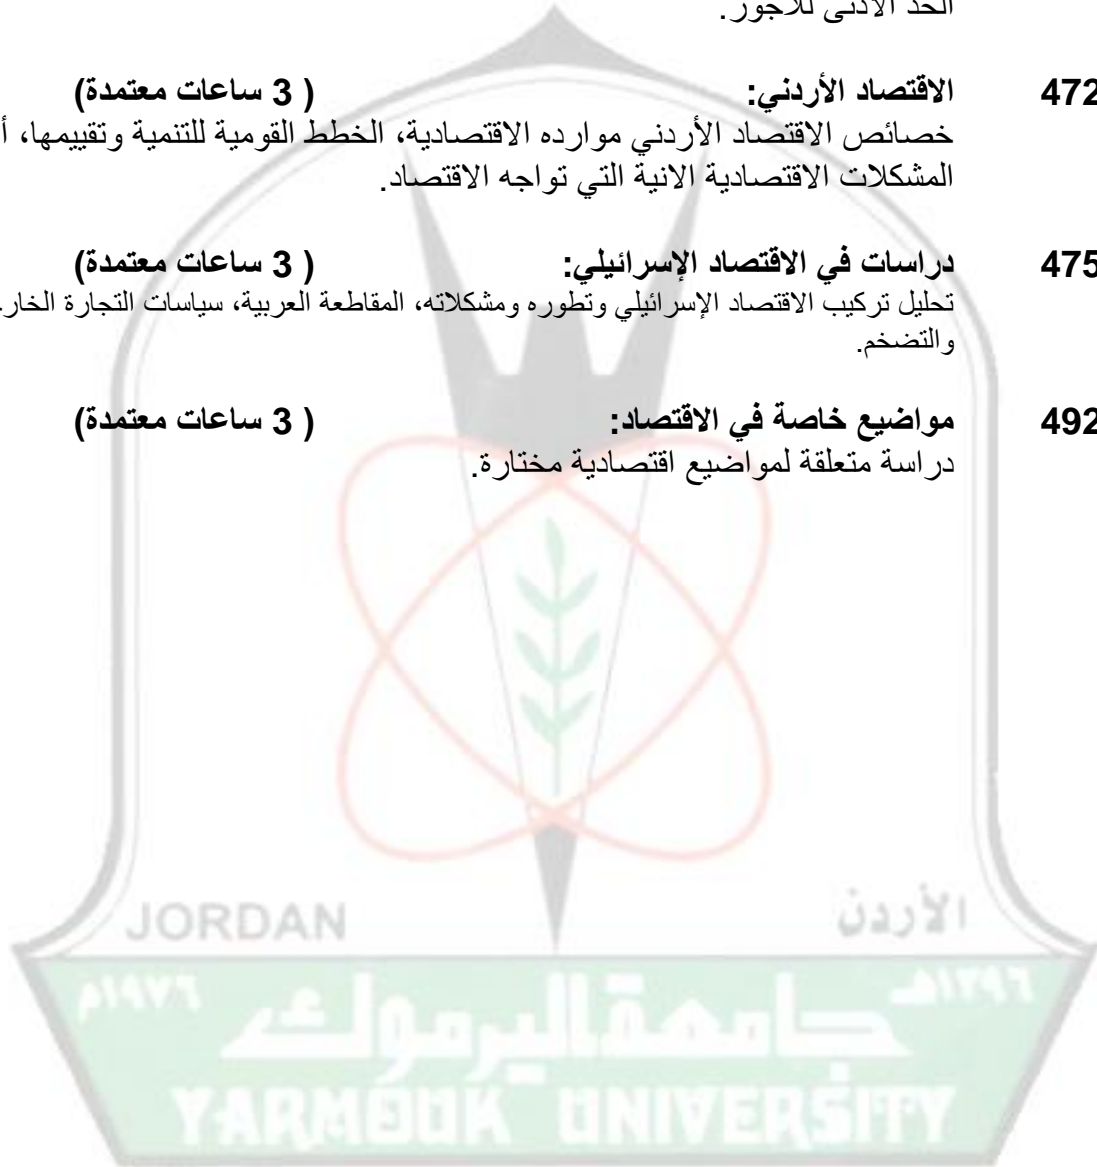 الحد الأدنى للأجور.
472 الاقتصاد الأردني: ( 3 ساعات معتمدة)
خصائص الاقتصاد الأردني موارده الاقتصادية، الخطط القومية للتنمية وتقييمها،
المشكلات الاقتصادية الانية التي تواجه الاقتصاد.
475 دراسات في الاقتصاد الإسرائيلي: ( 3 ساعات معتمدة)
تحليل تركيب الاقتصاد الإسرائيلي وتطوره ومشكلاته، المقاطعة العربية، سياسات التجارة
والتضخم.
492 مواضيع خاصة في الاقتصاد: ( 3 ساعات معتمدة)
دراسة متعلقة لمواضيع اقتصادية مختارة.
JORDAN الأردن
١٣٩٦هـ جامعة اليرموك ١٩٧٦م
YARMOUK UNIVERSITY